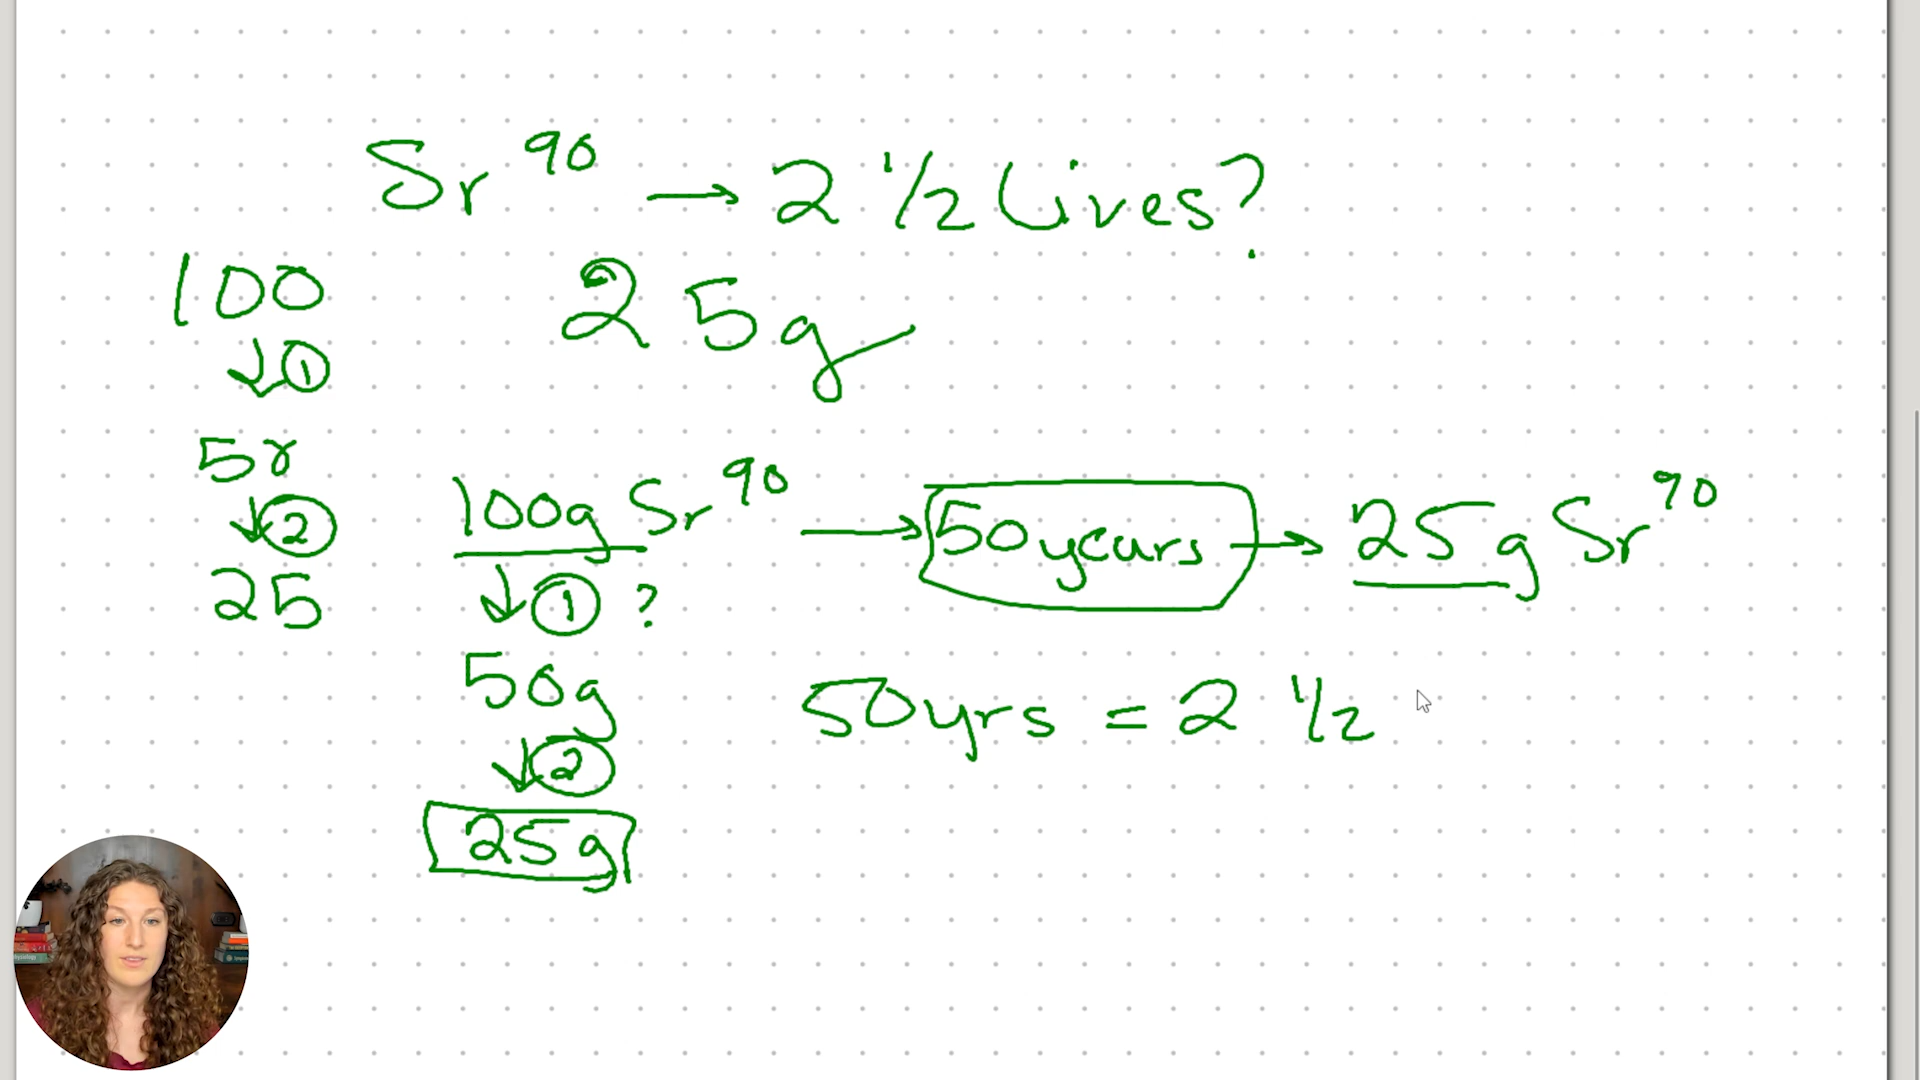 Sr 90 → 2 1/2 Lives?
100
25g
↓ 1
50
↓ 2
25
100g Sr 90 → 50 years → 25g Sr 90
↓ 1 ?
50g
↓ 2
25g
50yrs = 2 1/2